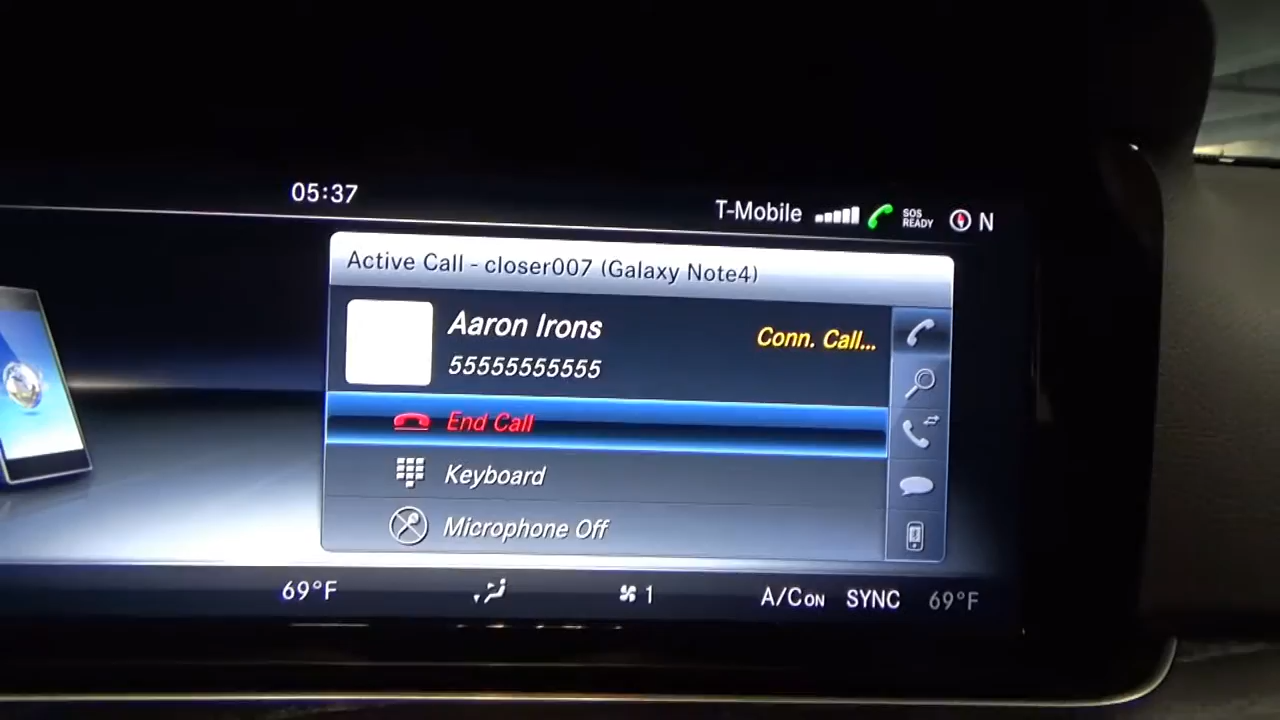 05:37
T-Mobile
SOS
READY
N
Active Call - closer007 (Galaxy Note4)
Aaron Irons
Conn. Call...
55555555555
End Call
Keyboard
Microphone Off
69°F
1
A/C ON
SYNC
69°F